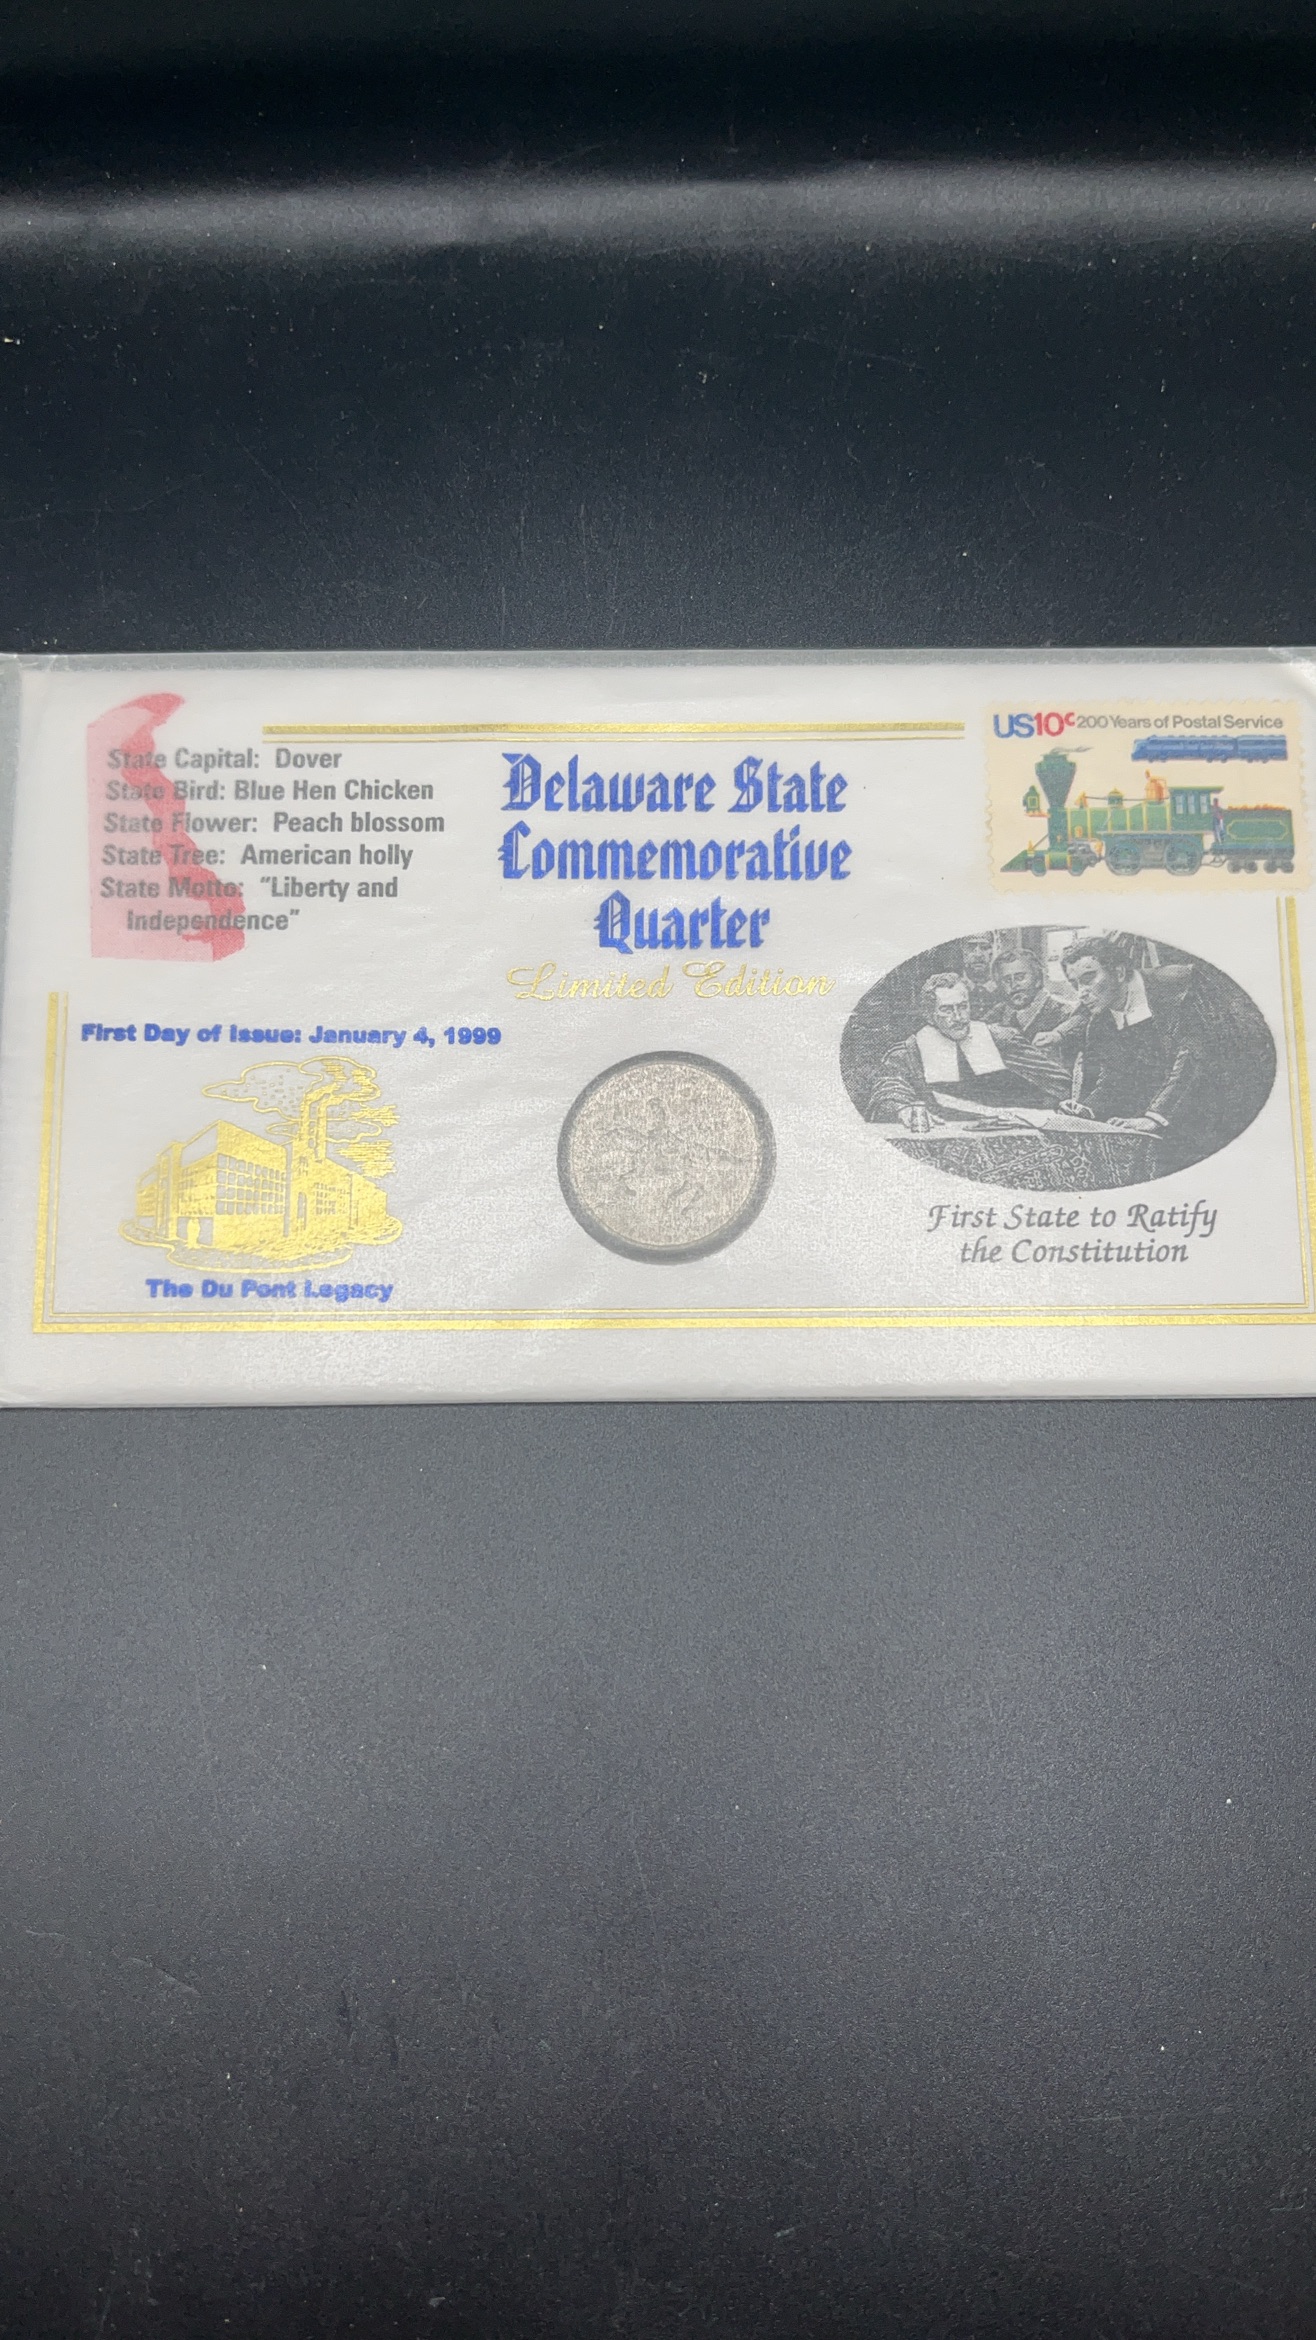 State Capital: Dover
State Bird: Blue Hen Chicken
State Flower: Peach blossom
State Tree: American holly
State Motto: "Liberty and
Independence"
Delaware State
Commemorative
Quarter
Limited Edition
US10c 200 Years of Postal Service
First Day of Issue: January 4, 1999
The Du Pont Legacy
First State to Ratify
the Constitution